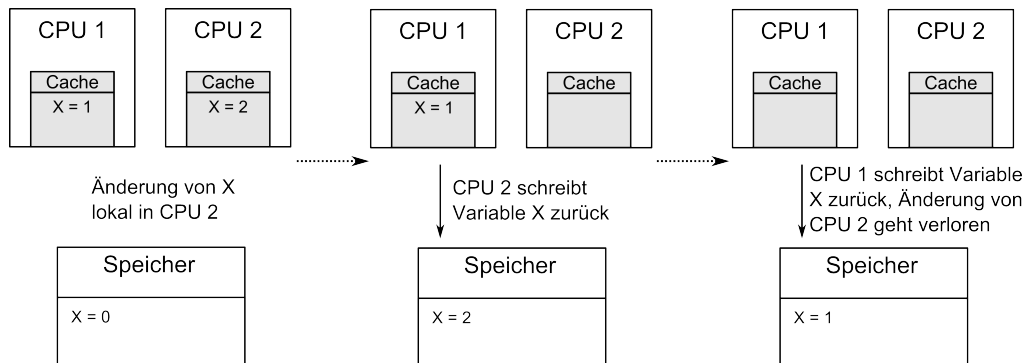 CPU 1
Cache
X = 1
CPU 2
Cache
X = 2
Änderung von X
lokal in CPU 2
Speicher
X = 0
CPU 1
Cache
X = 1
CPU 2
Cache
CPU 2 schreibt
Variable X zurück
Speicher
X = 2
CPU 1
Cache
CPU 2
Cache
CPU 1 schreibt Variable
X zurück, Änderung von
CPU 2 geht verloren
Speicher
X = 1